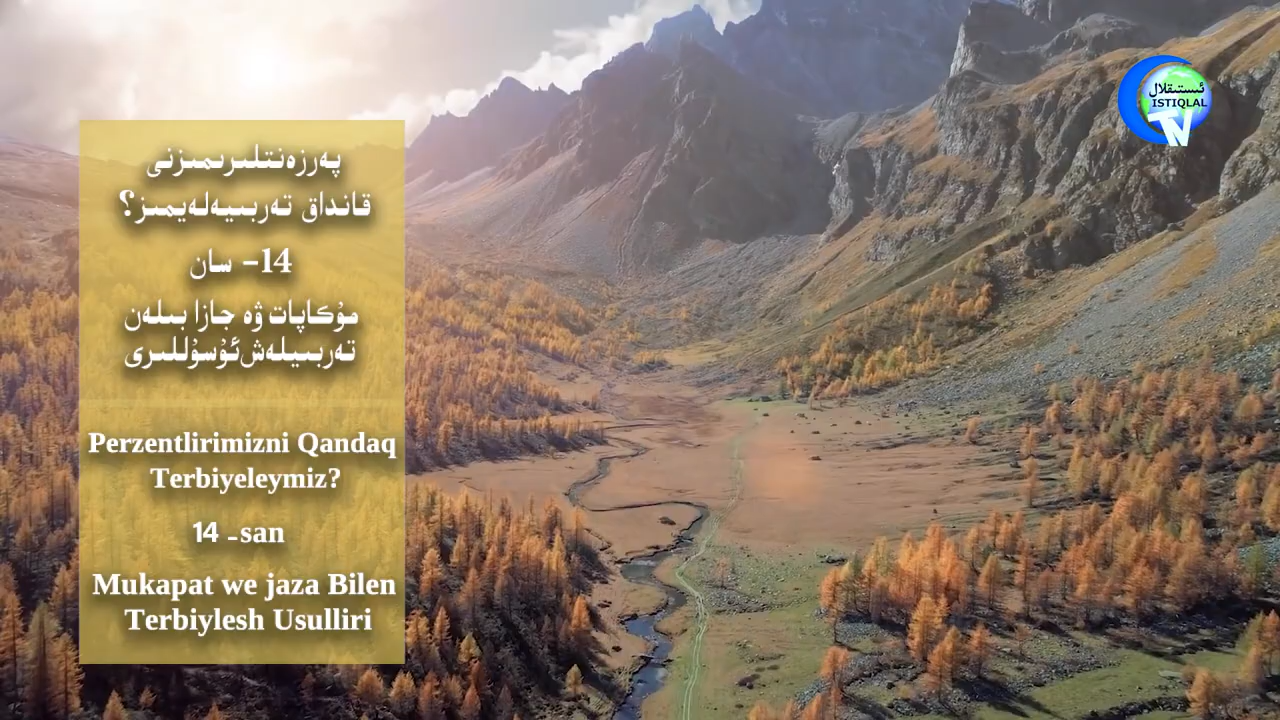 پەرزەنتلىرىمىزنى
قانداق تەربىيەلەيمىز؟
14- سان
مۇكاپات ۋە جازا بىلەن
تەربىيلەشئۇسۇللىرى
Perzentlirimizni Qandaq
Terbiyeleymiz?
14 -san
Mukapat we jaza Bilen
Terbiylesh Usulliri
ئىستىقلال
ISTIQLAL
TV